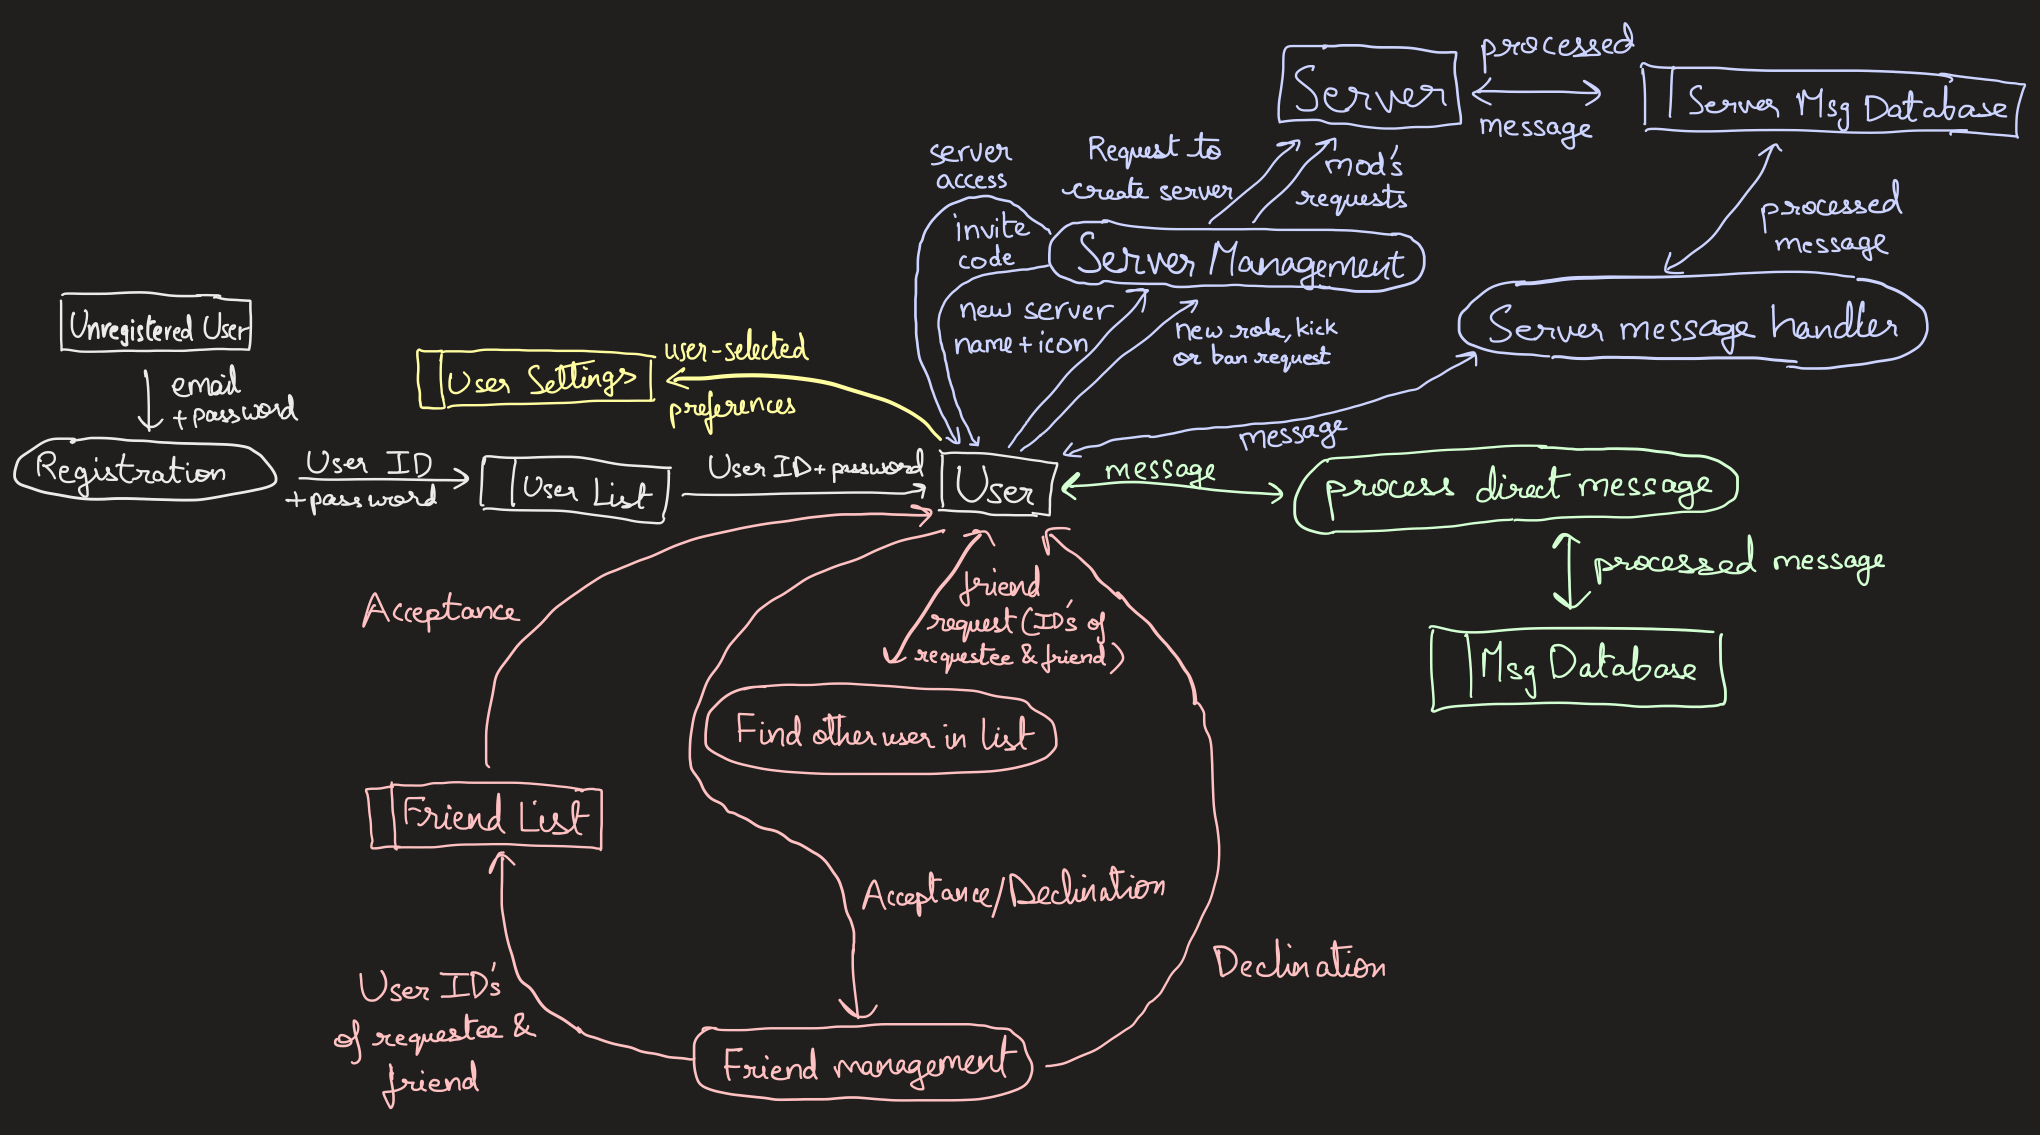 Server
processed
message
Server Msg Database
server
access
Request to
create server
mod's
requests
invite
code
Server Management
processed
message
new server
name+icon
new role, kick
or ban request
Server message handler
message
Unregistered User
email
+password
Registration
User ID
+password
User List
User ID+password
User
User Settings
user-selected
preferences
message
process direct message
processed message
Msg Database
Acceptance
friend
request (ID's of
requestee & friend)
Find other user in list
Friend List
Acceptance/Declination
Declination
User ID's
of requestee &
friend
Friend management